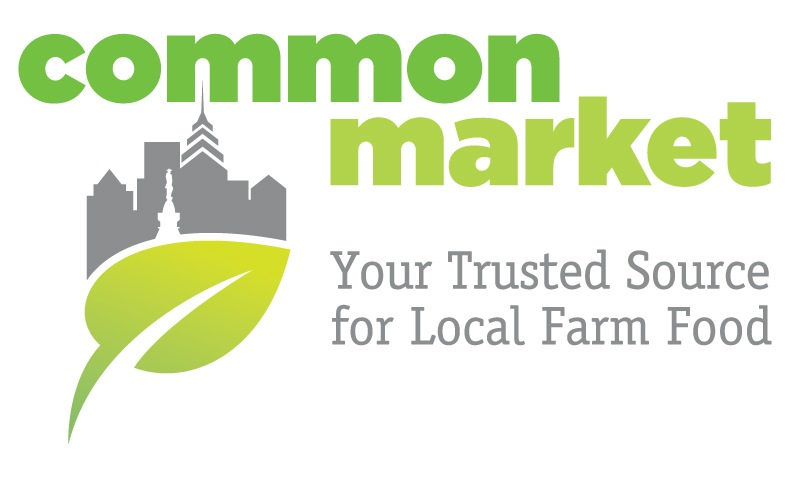 common
market
Your Trusted Source
for Local Farm Food